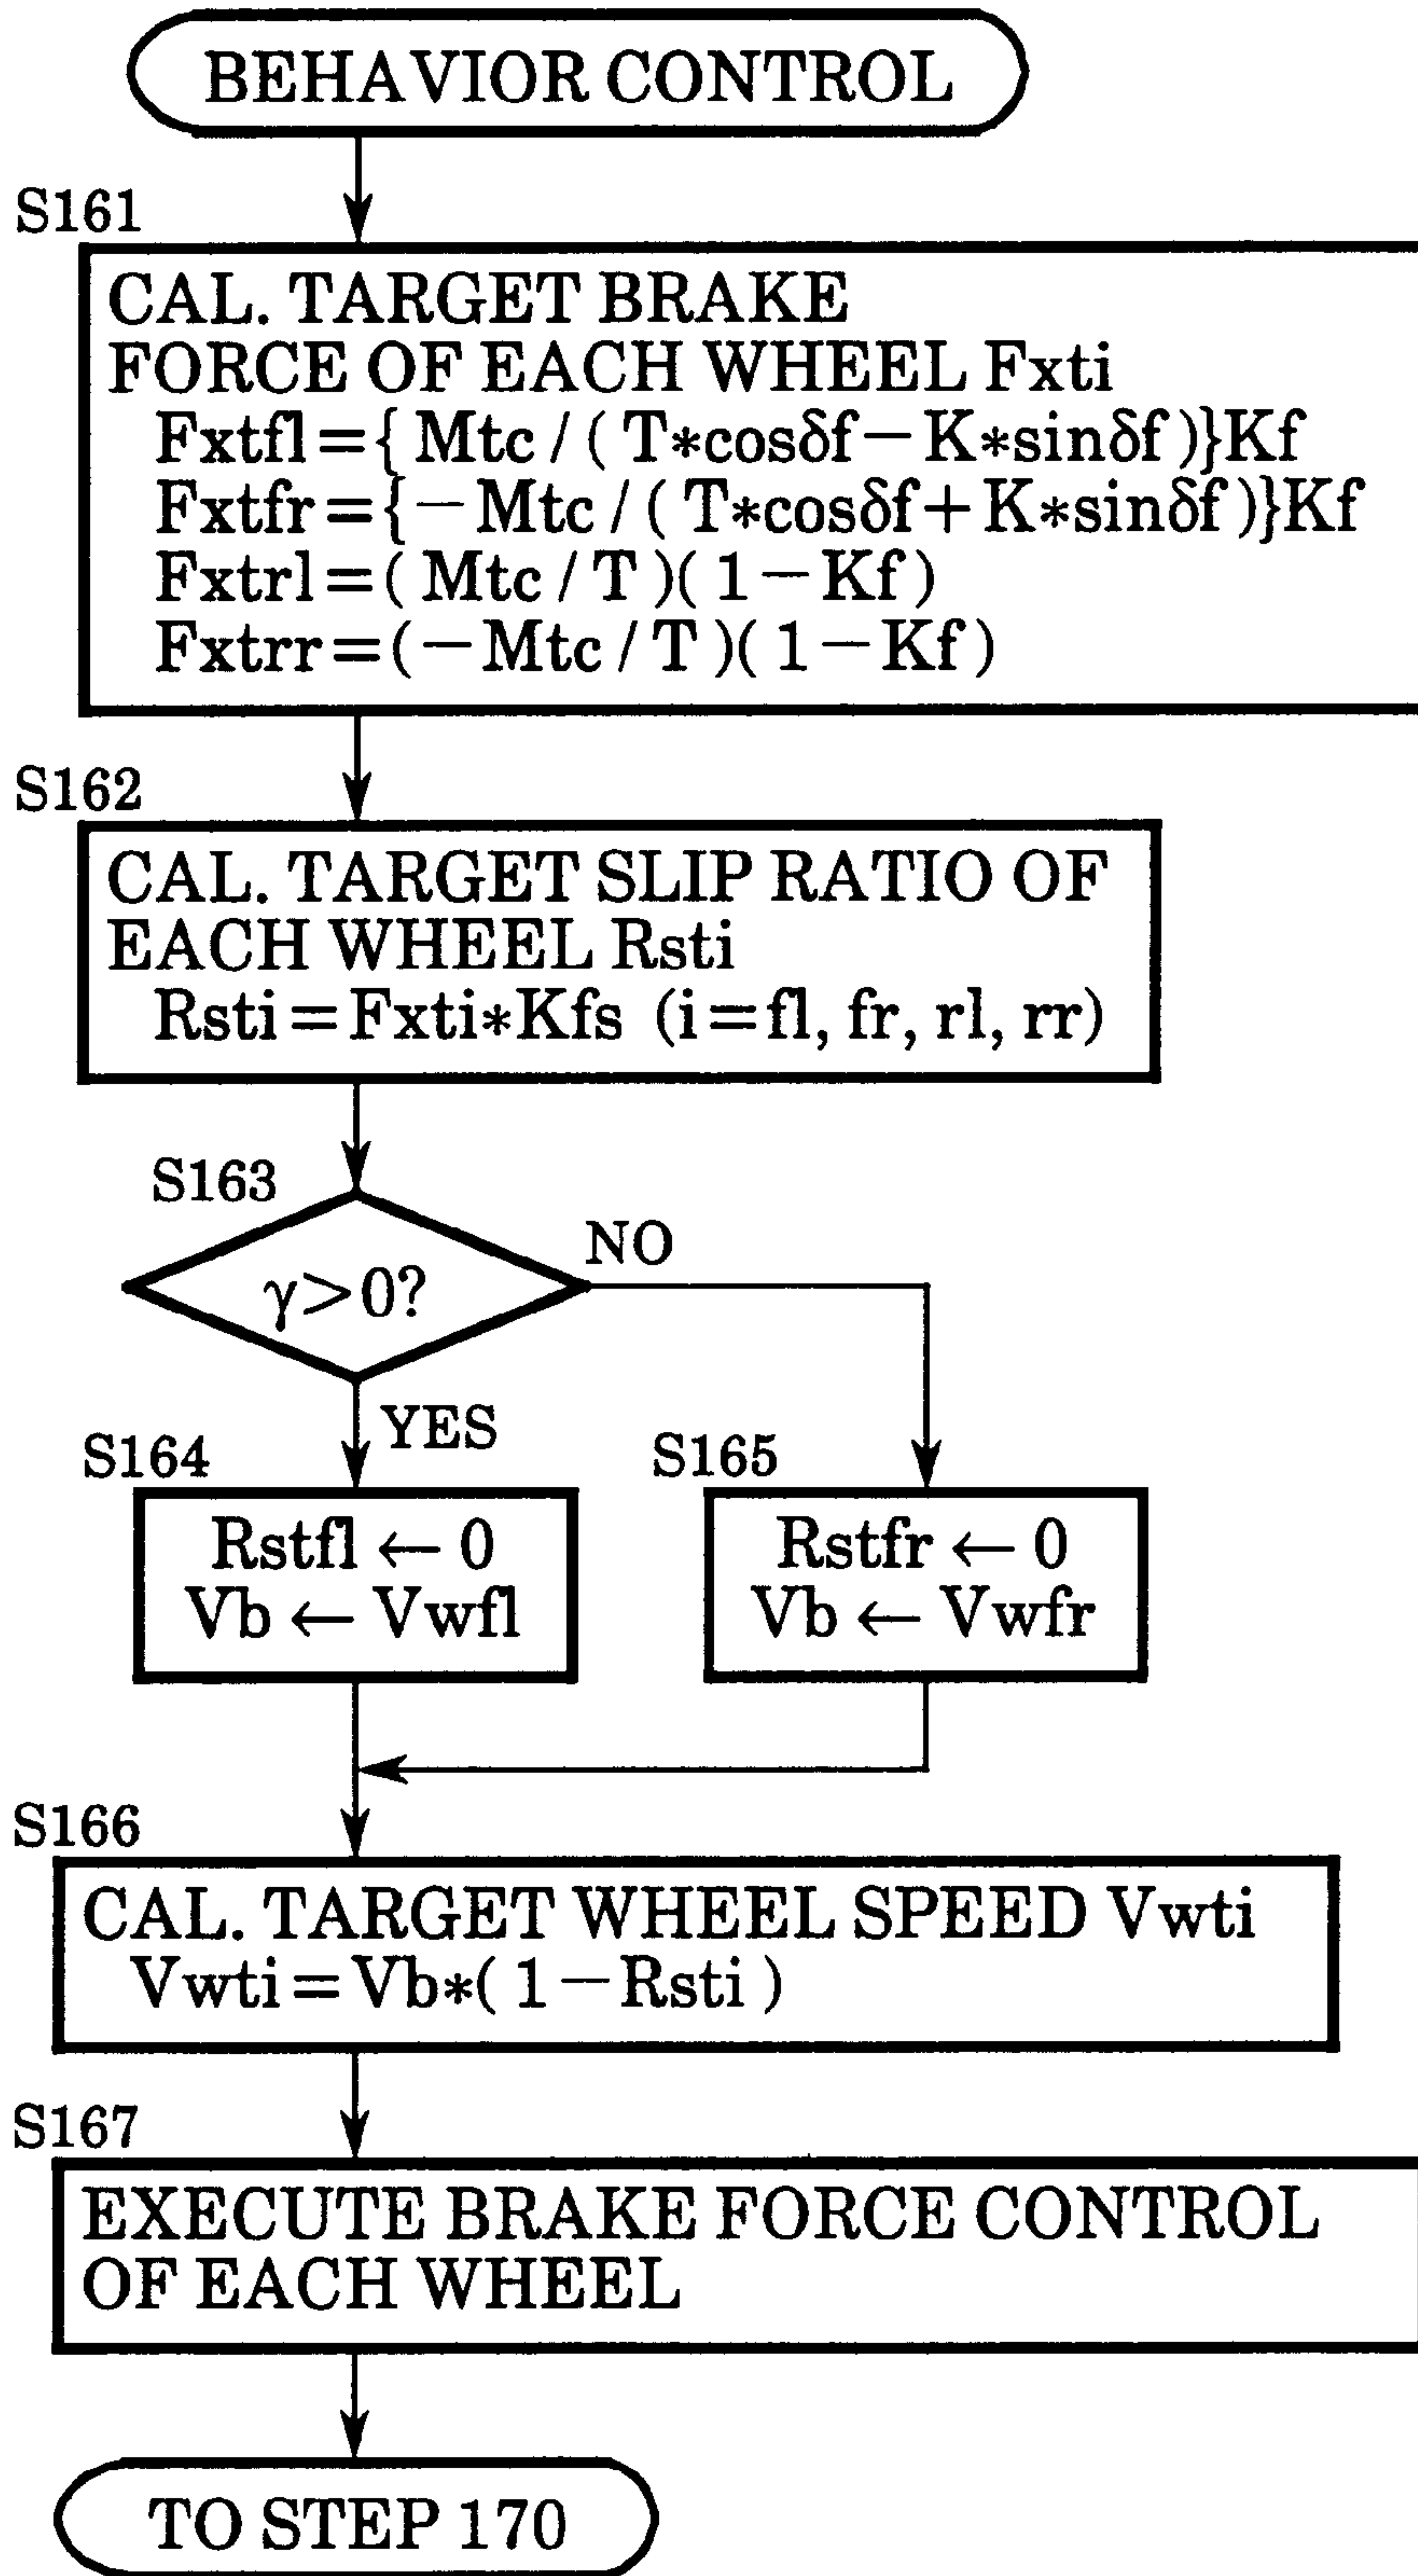 BEHAVIOR CONTROL
S161
CAL. TARGET BRAKE
FORCE OF EACH WHEEL Fxti
Fxtfl={ Mtc / ( T*cosδf-K*sinδf )}Kf
Fxtfr={-Mtc / ( T*cosδf+K*sinδf )}Kf
Fxtrl=( Mtc / T )( 1-Kf )
Fxtrr=(-Mtc / T )( 1-Kf )
S162
CAL. TARGET SLIP RATIO OF
EACH WHEEL Rsti
Rsti=Fxti*Kfs (i=fl, fr, rl, rr)
S163
NO
γ>0?
YES
S164
S165
Rstfl ← 0
Vb ← Vwfl
Rstfr ← 0
Vb ← Vwfr
S166
CAL. TARGET WHEEL SPEED Vwti
Vwti=Vb*( 1-Rsti )
S167
EXECUTE BRAKE FORCE CONTROL
OF EACH WHEEL
TO STEP 170